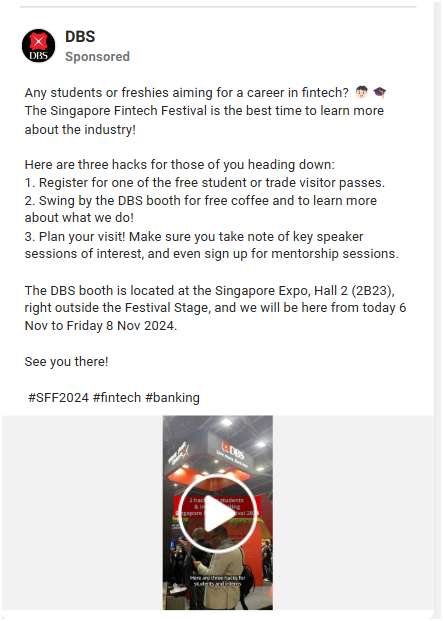 DBS
Sponsored
Any students or freshies aiming for a career in fintech? 🧑🏻 🎓
The Singapore Fintech Festival is the best time to learn more
about the industry!
Here are three hacks for those of you heading down:
1. Register for one of the free student or trade visitor passes.
2. Swing by the DBS booth for free coffee and to learn more
about what we do!
3. Plan your visit! Make sure you take note of key speaker
sessions of interest, and even sign up for mentorship sessions.
The DBS booth is located at the Singapore Expo, Hall 2 (2B23),
right outside the Festival Stage, and we will be here from today 6
Nov to Friday 8 Nov 2024.
See you there!
#SFF2024 #fintech #banking
DBS
3 hac students
& in ting
Here are three hacks for
students and interns